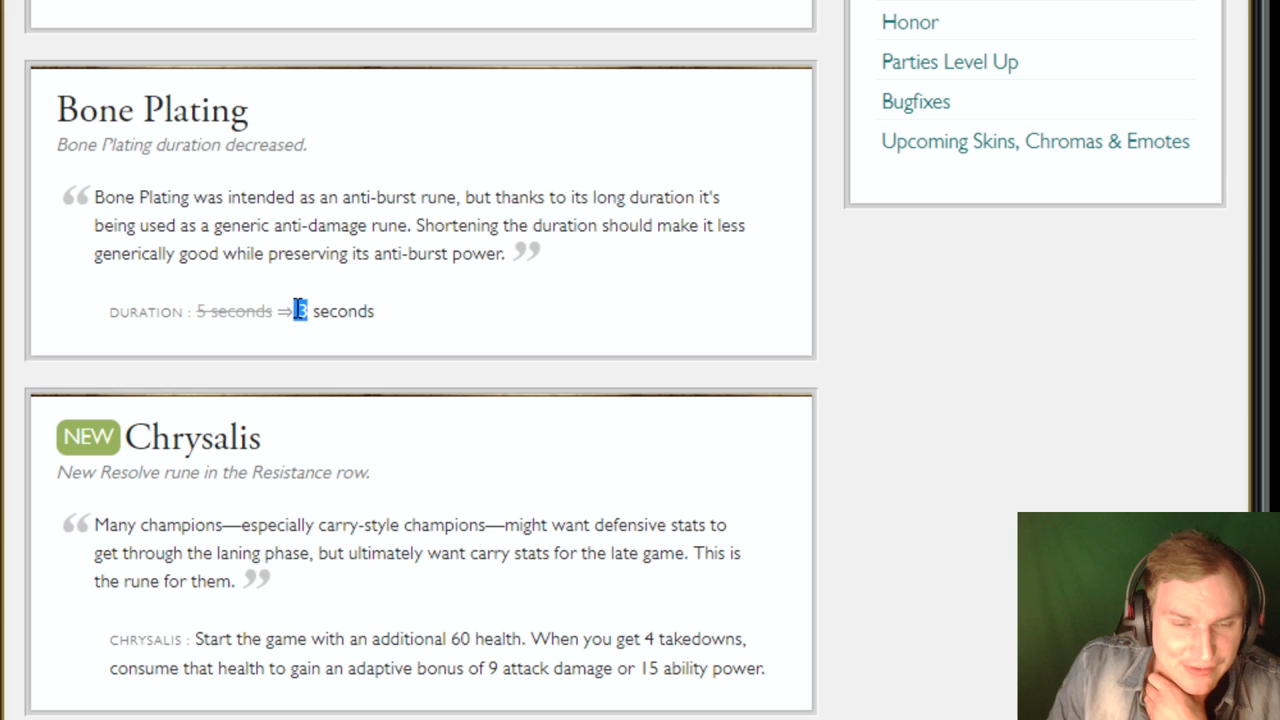 Honor
Parties Level Up
Bugfixes
Upcoming Skins, Chromas & Emotes
Bone Plating
Bone Plating duration decreased.
“ Bone Plating was intended as an anti-burst rune, but thanks to its long duration it's
being used as a generic anti-damage rune. Shortening the duration should make it less
generically good while preserving its anti-burst power. ”
DURATION : 5 seconds ⇒ 3 seconds
NEW Chrysalis
New Resolve rune in the Resistance row.
“ Many champions—especially carry-style champions—might want defensive stats to
get through the laning phase, but ultimately want carry stats for the late game. This is
the rune for them. ”
CHRYSALIS : Start the game with an additional 60 health. When you get 4 takedowns,
consume that health to gain an adaptive bonus of 9 attack damage or 15 ability power.